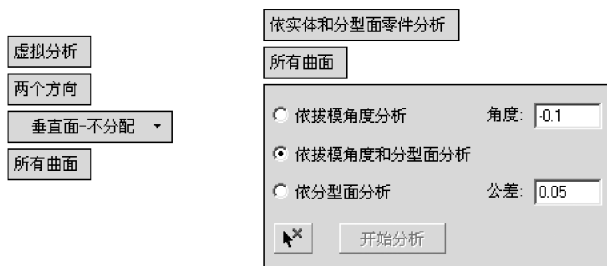 虚拟分析
两个方向
垂直面-不分配
所有曲面
依实体和分型面零件分析
所有曲面
依拔模角度分析 角度: -0.1
依拔模角度和分型面分析
依分型面分析 公差: 0.05
开始分析